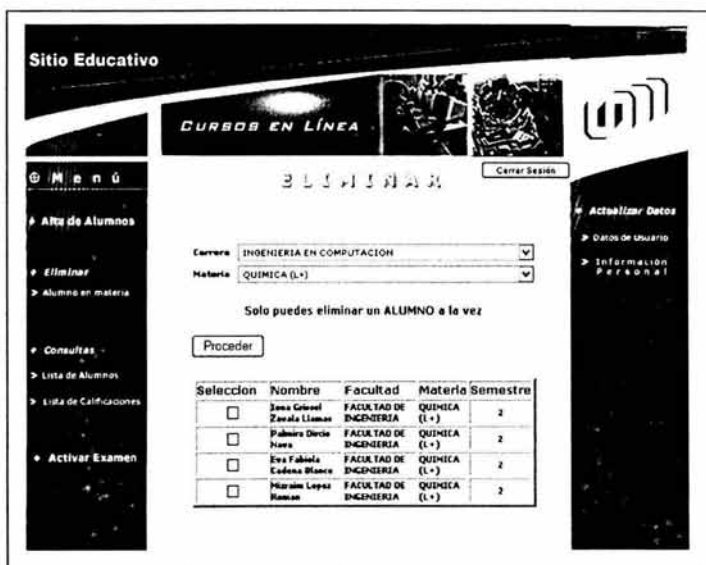 Sitio Educativo
CURSOS EN LÍNEA
Menú
Alta de Alumnos
Eliminar
Alumno en materia
Consultas
Lista de Alumnos
Lista de Calificaciones
Activar Examen
ELIMINAR
Cerrar Sesión
Carrera INGENIERIA EN COMPUTACION
Materia QUIMICA (L+)
Solo puedes eliminar un ALUMNO a la vez
Proceder
Seleccion Nombre Facultad Materia Semestre
Grissel FACULTAD DE QUIMICA
Zavala Llamas INGENIERIA (L+) 2
Palmira Dircio FACULTAD DE QUIMICA
Nava INGENIERIA (L+) 2
Eva Fabiola FACULTAD DE QUIMICA
Cadena Blanco INGENIERIA (L+) 2
Mizraim Lopez FACULTAD DE QUIMICA
Roman INGENIERIA (L+) 2
Actualizar Datos
Datos de Usuario
Información
Personal